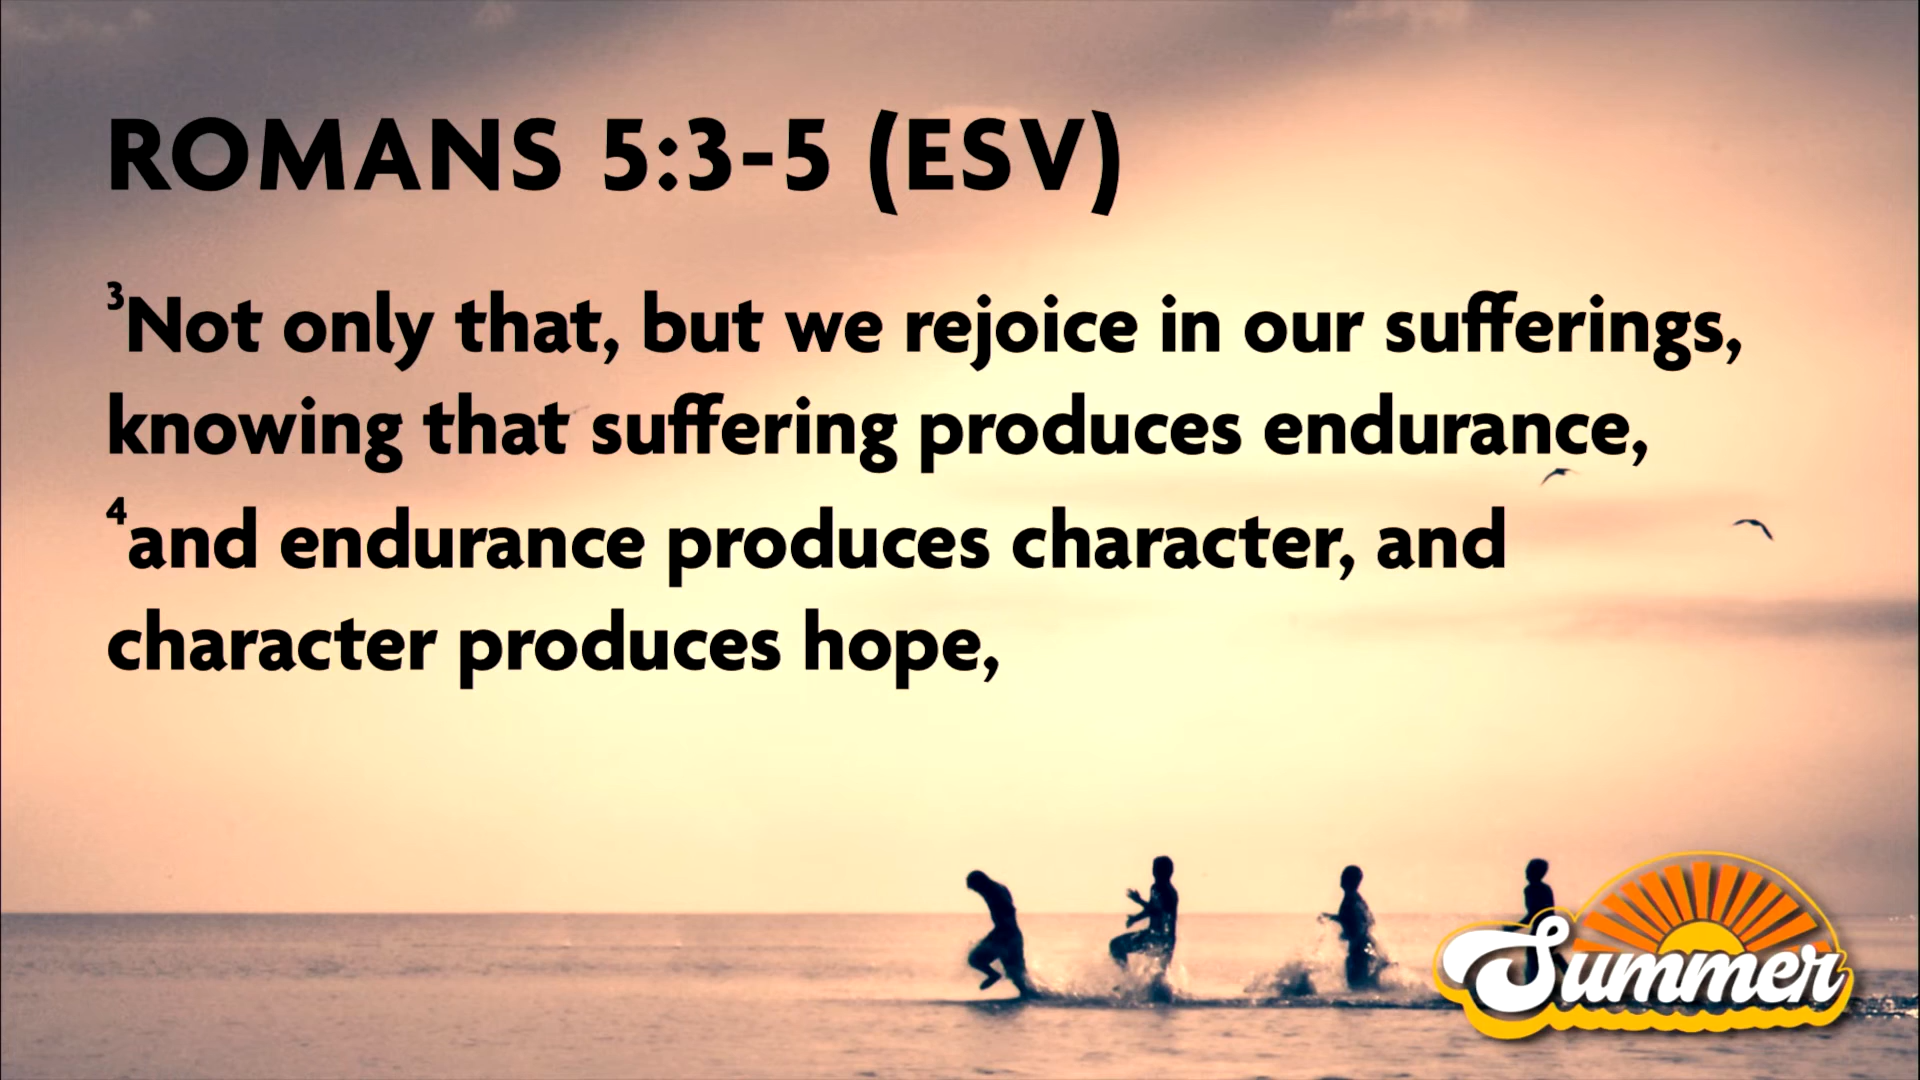 ROMANS 5:3-5 (ESV)
³Not only that, but we rejoice in our sufferings,
knowing that suffering produces endurance,
⁴and endurance produces character, and
character produces hope,
Summer